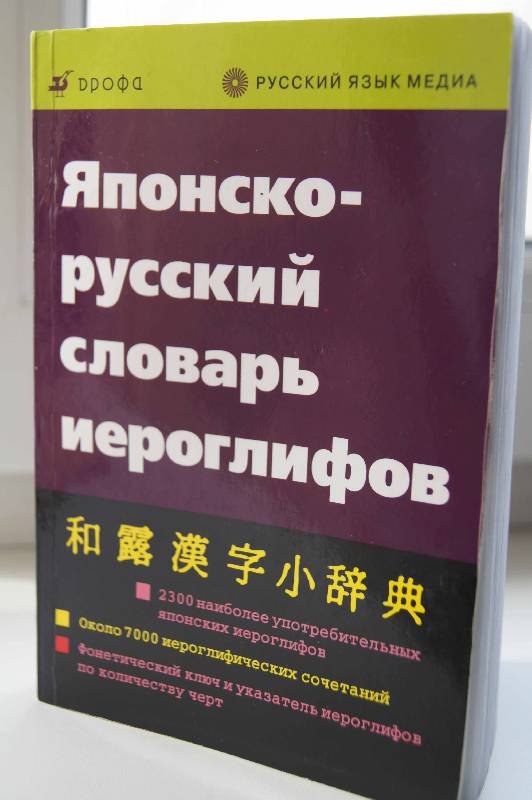 дрофа
РУССКИЙ ЯЗЫК МЕДИА
Японско-
русский
словарь
иероглифов
和露漢字小辞典
2300 наиболее употребительных
японских иероглифов
Около 7000 иероглифических сочетаний
Фонетический ключ и указатель иероглифов
по количеству черт